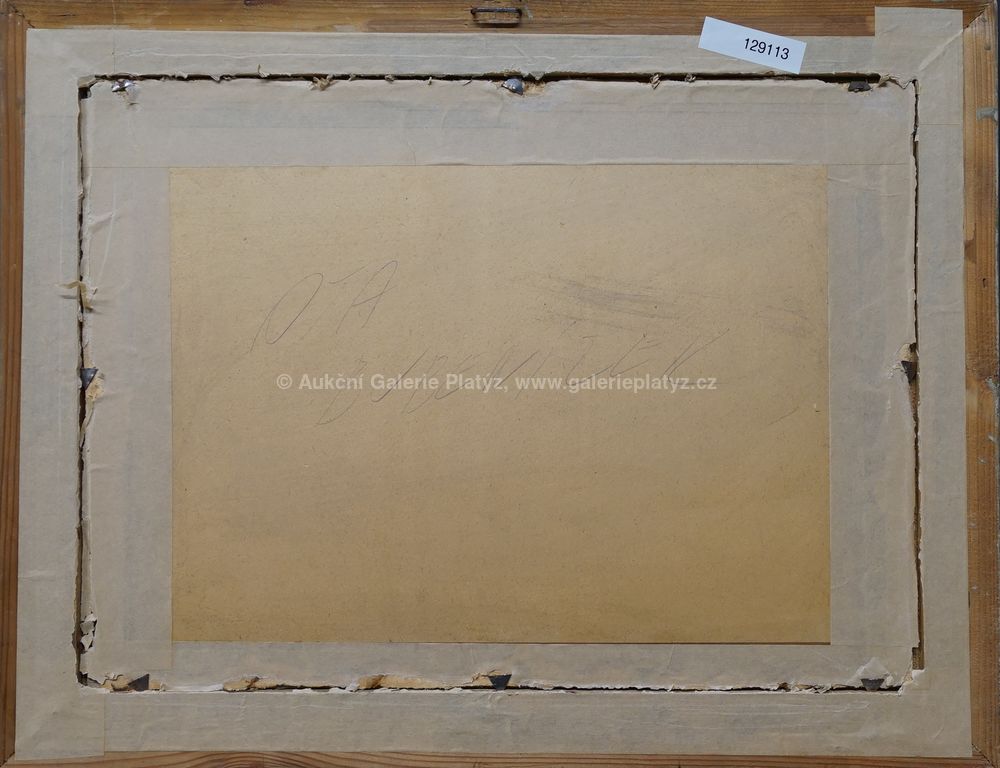 129113
OTA
BUBENÍČEK
© Aukční Galerie Platýz, www.galerieplatyz.cz